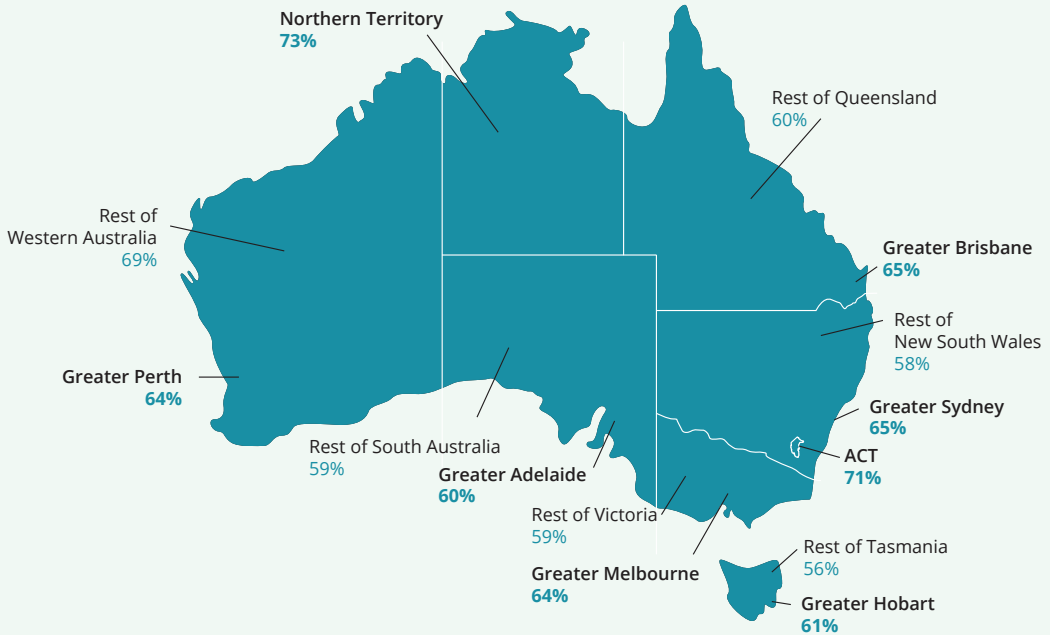 Northern Territory
73%
Rest of Queensland
60%
Rest of
Western Australia
69%
Greater Brisbane
65%
Rest of
New South Wales
58%
Greater Perth
64%
Greater Sydney
65%
Rest of South Australia
59%
ACT
71%
Greater Adelaide
60%
Rest of Victoria
59%
Rest of Tasmania
56%
Greater Melbourne
64%
Greater Hobart
61%